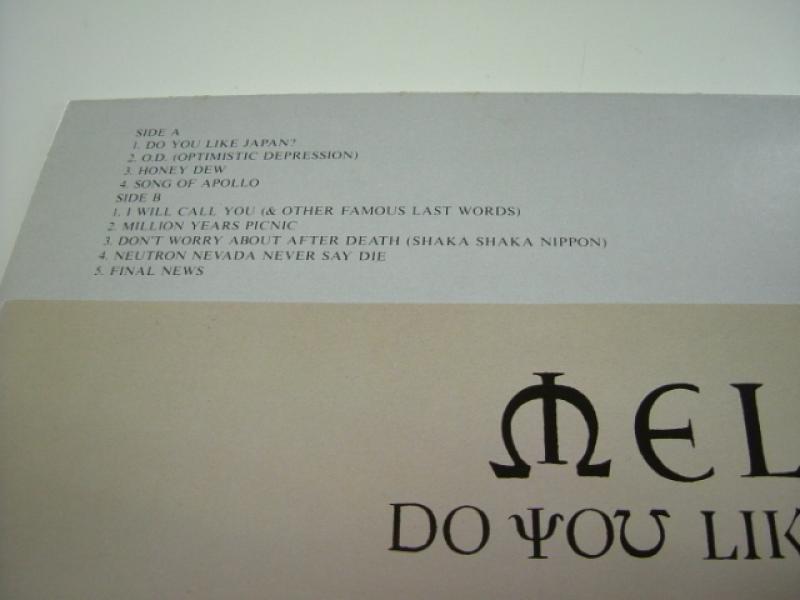 SIDE A
1. DO YOU LIKE JAPAN?
2. O.D. (OPTIMISTIC DEPRESSION)
3. HONEY DEW
4. SONG OF APOLLO
SIDE B
1. I WILL CALL YOU (& OTHER FAMOUS LAST WORDS)
2. MILLION YEARS PICNIC
3. DON'T WORRY ABOUT AFTER DEATH (SHAKA SHAKA NIPPON)
4. NEUTRON NEVADA NEVER SAY DIE
5. FINAL NEWS
MEL
DO YOU LIK